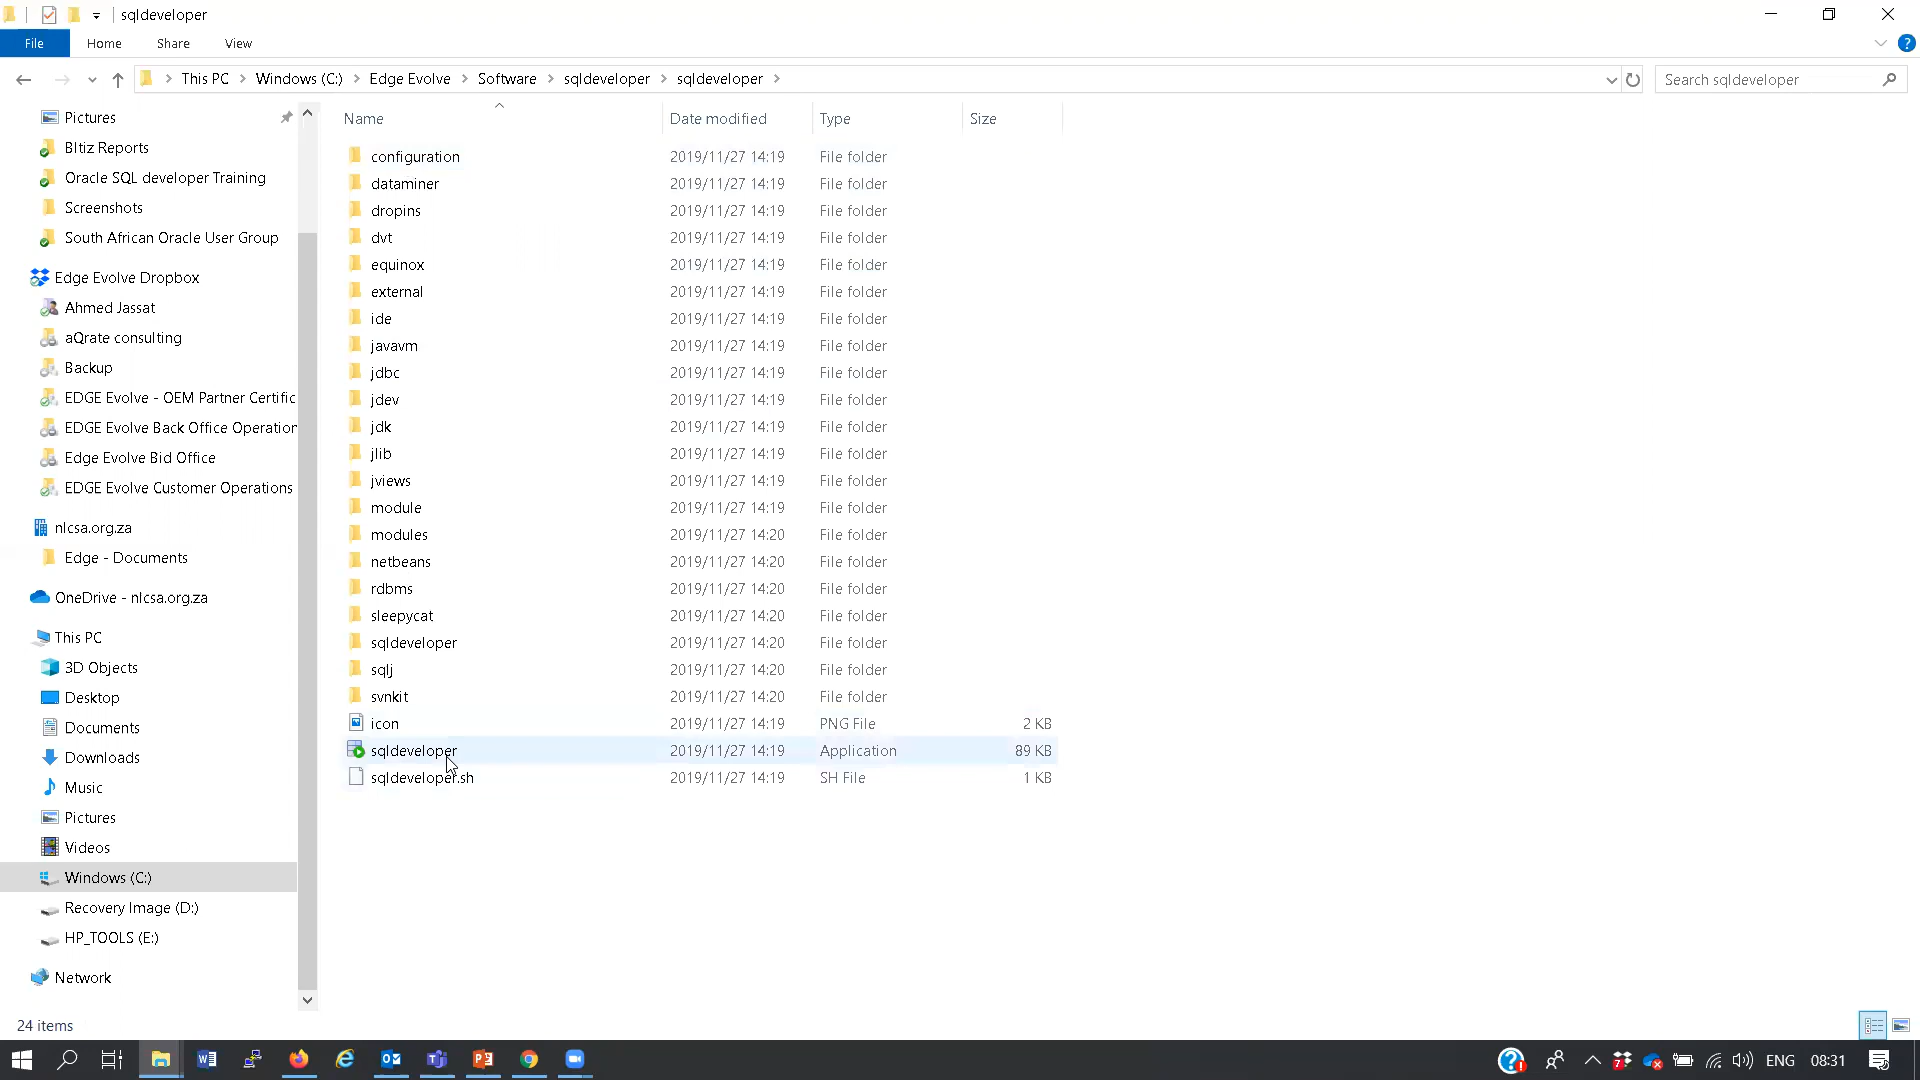 sqldeveloper
File Home Share View
This PC Windows (C:) Edge Evolve Software sqldeveloper sqldeveloper
Search sqldeveloper
Pictures
BItiz Reports
Oracle SQL developer Training
Screenshots
South African Oracle User Group
Edge Evolve Dropbox
Ahmed Jassat
aQrate consulting
Backup
EDGE Evolve - OEM Partner Certific
EDGE Evolve Back Office Operation
Edge Evolve Bid Office
EDGE Evolve Customer Operations
nlcsa.org.za
Edge - Documents
OneDrive - nlcsa.org.za
This PC
3D Objects
Desktop
Documents
Downloads
Music
Pictures
Videos
Windows (C:)
Recovery Image (D:)
HP_TOOLS (E:)
Network
Name Date modified Type Size
configuration 2019/11/27 14:19 File folder
dataminer 2019/11/27 14:19 File folder
dropins 2019/11/27 14:19 File folder
dvt 2019/11/27 14:19 File folder
equinox 2019/11/27 14:19 File folder
external 2019/11/27 14:19 File folder
ide 2019/11/27 14:19 File folder
javavm 2019/11/27 14:19 File folder
jdbc 2019/11/27 14:19 File folder
jdev 2019/11/27 14:19 File folder
jdk 2019/11/27 14:19 File folder
jlib 2019/11/27 14:19 File folder
jviews 2019/11/27 14:19 File folder
module 2019/11/27 14:19 File folder
modules 2019/11/27 14:20 File folder
netbeans 2019/11/27 14:20 File folder
rdbms 2019/11/27 14:20 File folder
sleepycat 2019/11/27 14:20 File folder
sqldeveloper 2019/11/27 14:20 File folder
sqlj 2019/11/27 14:20 File folder
svnkit 2019/11/27 14:20 File folder
icon 2019/11/27 14:19 PNG File 2 KB
sqldeveloper 2019/11/27 14:19 Application 89 KB
sqldeveloper.sh 2019/11/27 14:19 SH File 1 KB
24 items
ENG 08:31